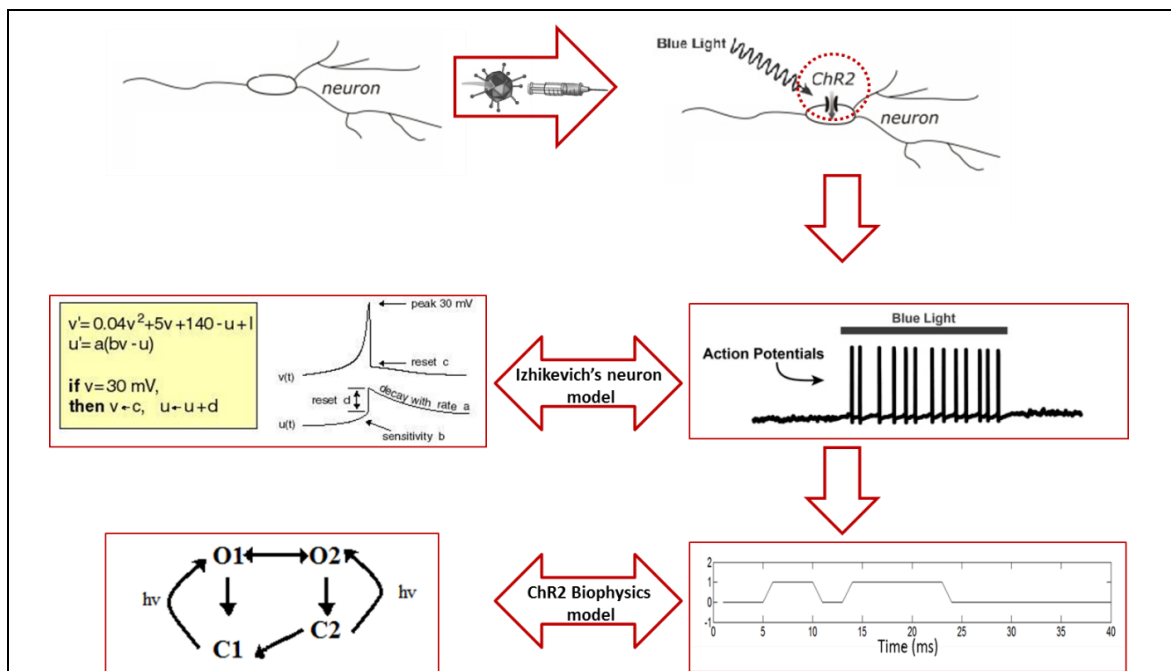 neuron
Blue Light
ChR2
neuron
v'= 0.04v²+5v+140 - u+I
u'= a(bv - u)
if v= 30 mV,
then v←c, u←u+d
peak 30 mV
reset c
v(t)
reset d
decay with rate a
u(t)
sensitivity b
Izhikevich's neuron
model
Blue Light
Action Potentials
O1
O2
hv
hv
C1
C2
ChR2 Biophysics
model
2
1
0
-1
0
5
10
15
20
25
30
35
40
Time (ms)